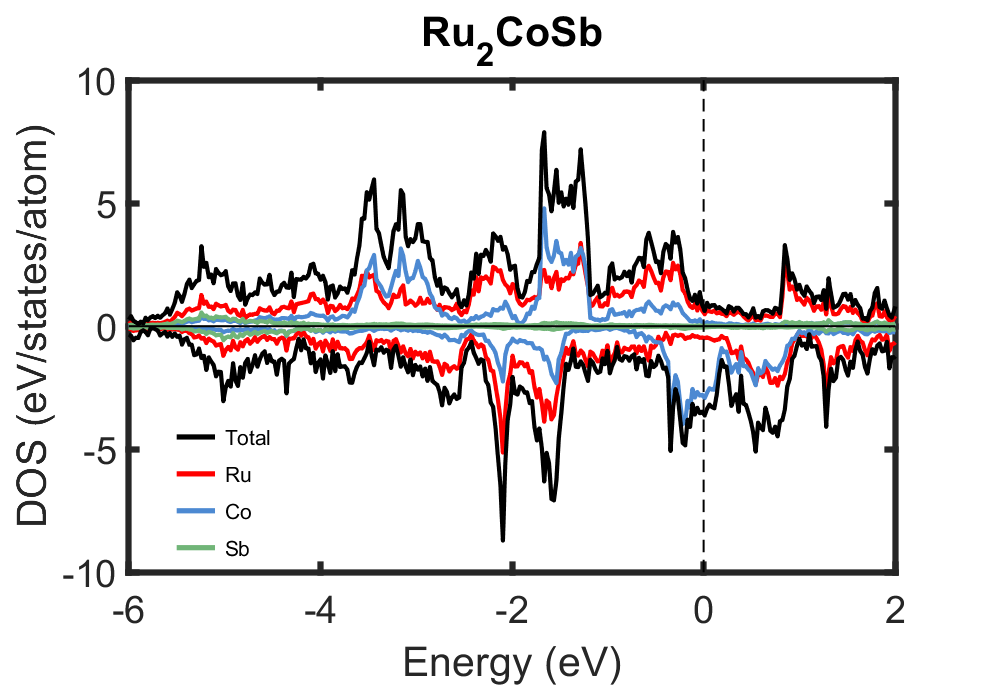 Ru₂CoSb
10
5
0
-5
-10
DOS (eV/states/atom)
Total
Ru
Co
Sb
-6 -4 -2 0 2
Energy (eV)